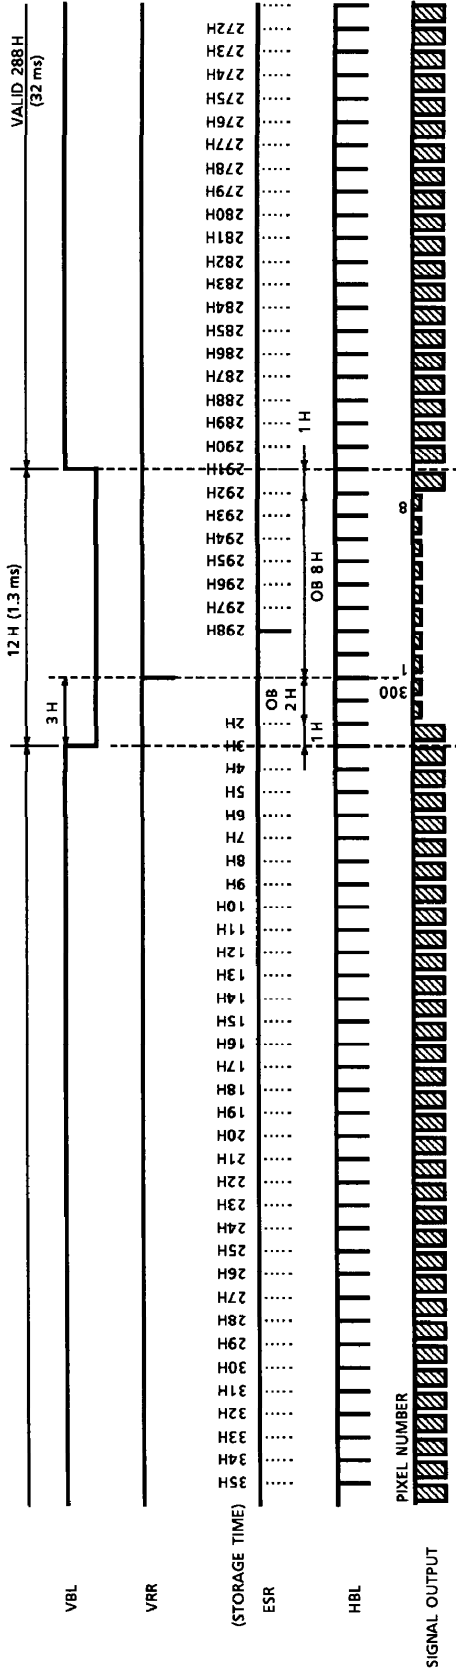 12 H (1.3 ms)
VALID 288H
(32 ms)
VBL
3 H
VRR
(STORAGE TIME)
35H
34H
33H
32H
31H
30H
29H
28H
27H
26H
25H
24H
23H
22H
21H
20H
19H
18H
17H
16H
15H
14H
13H
12H
11H
10H
9H
8H
7H
6H
5H
4H
3H
2H
298H
297H
296H
295H
294H
293H
292H
291H
290H
289H
288H
287H
286H
285H
284H
283H
282H
281H
280H
279H
278H
277H
276H
275H
274H
273H
272H
ESR
1 H
OB
2 H
OB 8H
1 H
HBL
PIXEL NUMBER
300
1
8
SIGNAL OUTPUT